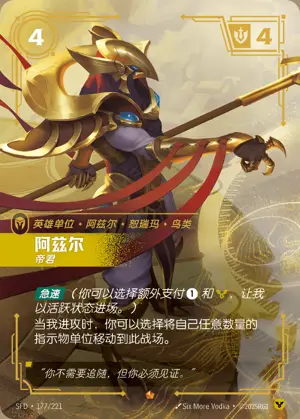 4
4
英雄单位 • 阿兹尔 • 恕瑞玛 • 鸟类
阿兹尔
帝君
急速 (你可以选择额外支付1和 ，让我
以活跃状态进场。)
当我进攻时，你可以选择将自己任意数量的
指示物单位移动到此战场。
“你不需要追随，但你必须见证。”
SFD • 177/221
Six More Vodka